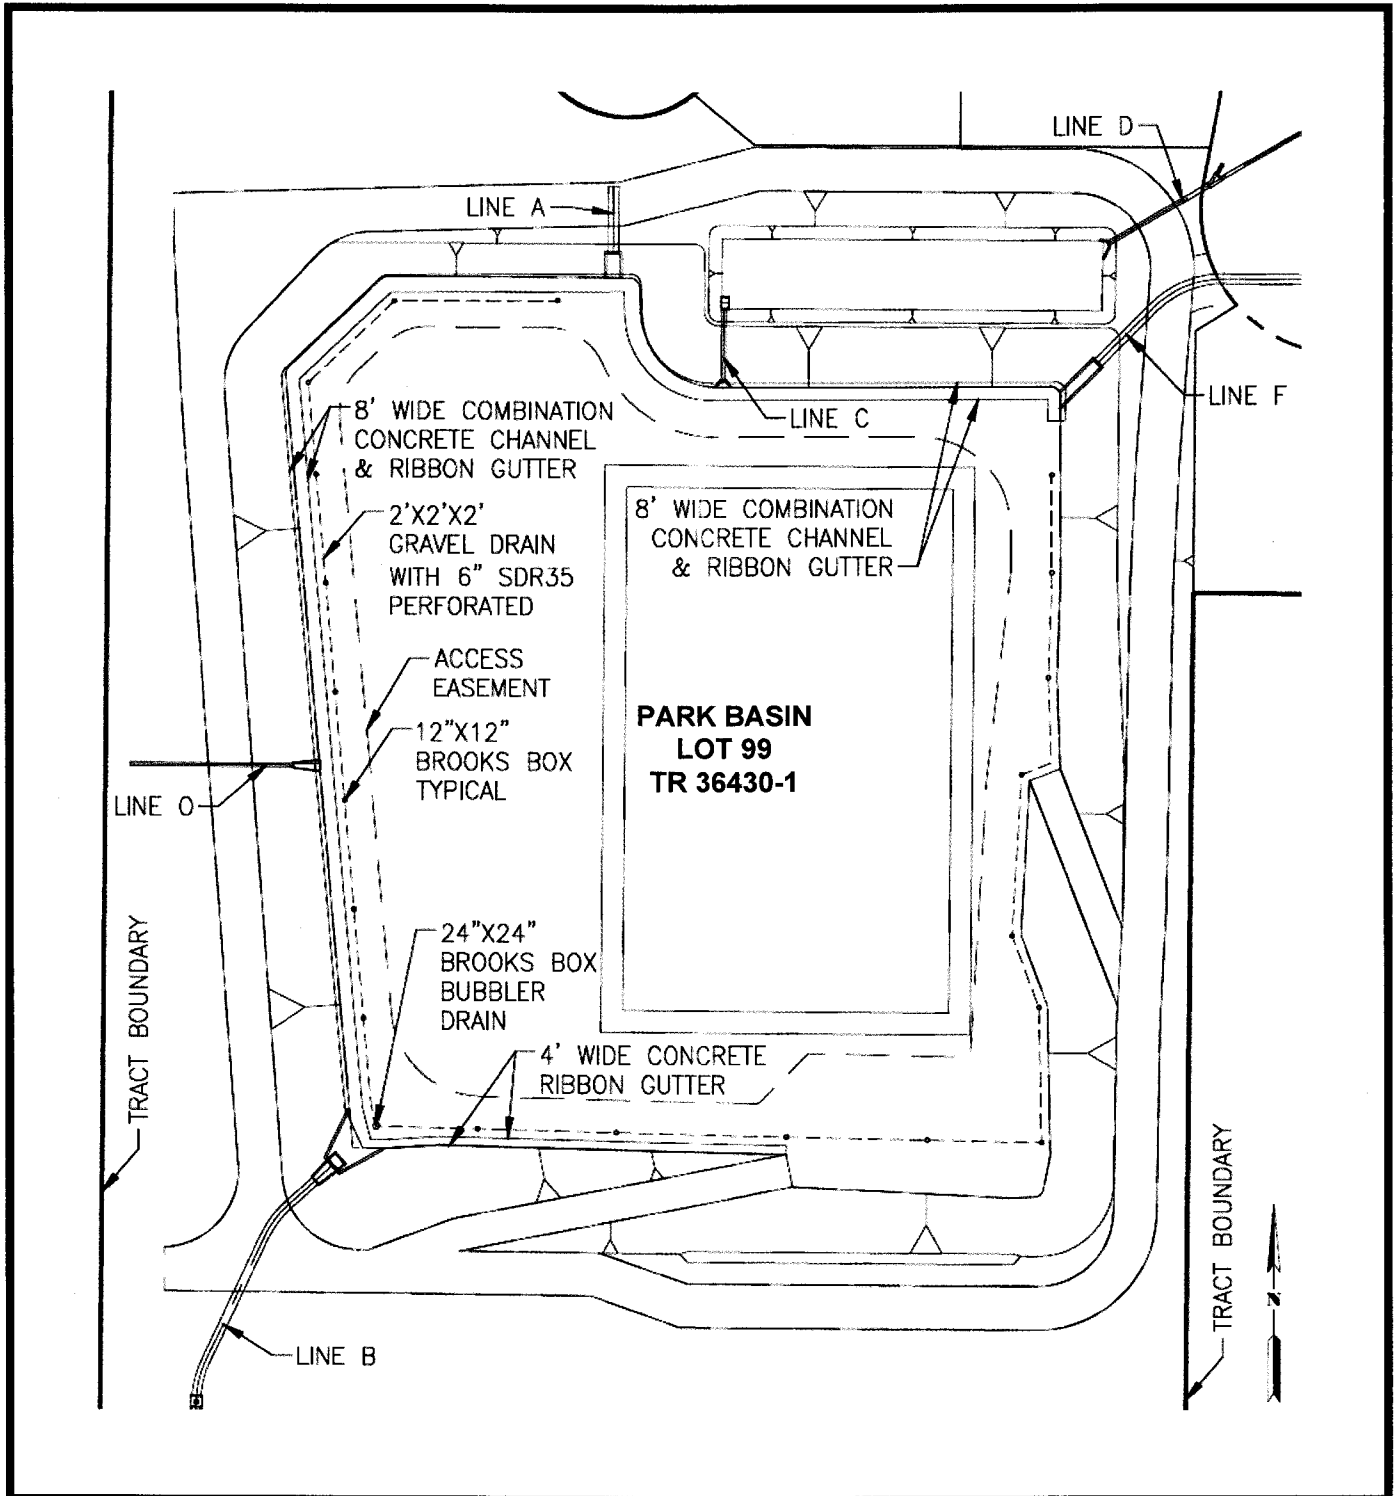 LINE D
LINE A
LINE F
LINE C
8' WIDE COMBINATION
CONCRETE CHANNEL
& RIBBON GUTTER
2'X2'X2'
GRAVEL DRAIN
WITH 6" SDR35
PERFORATED
8' WIDE COMBINATION
CONCRETE CHANNEL
& RIBBON GUTTER
ACCESS
EASEMENT
12"X12"
BROOKS BOX
TYPICAL
PARK BASIN
LOT 99
TR 36430-1
LINE O
24"X24"
BROOKS BOX
BUBBLER
DRAIN
4' WIDE CONCRETE
RIBBON GUTTER
TRACT BOUNDARY
TRACT BOUNDARY
LINE B
N